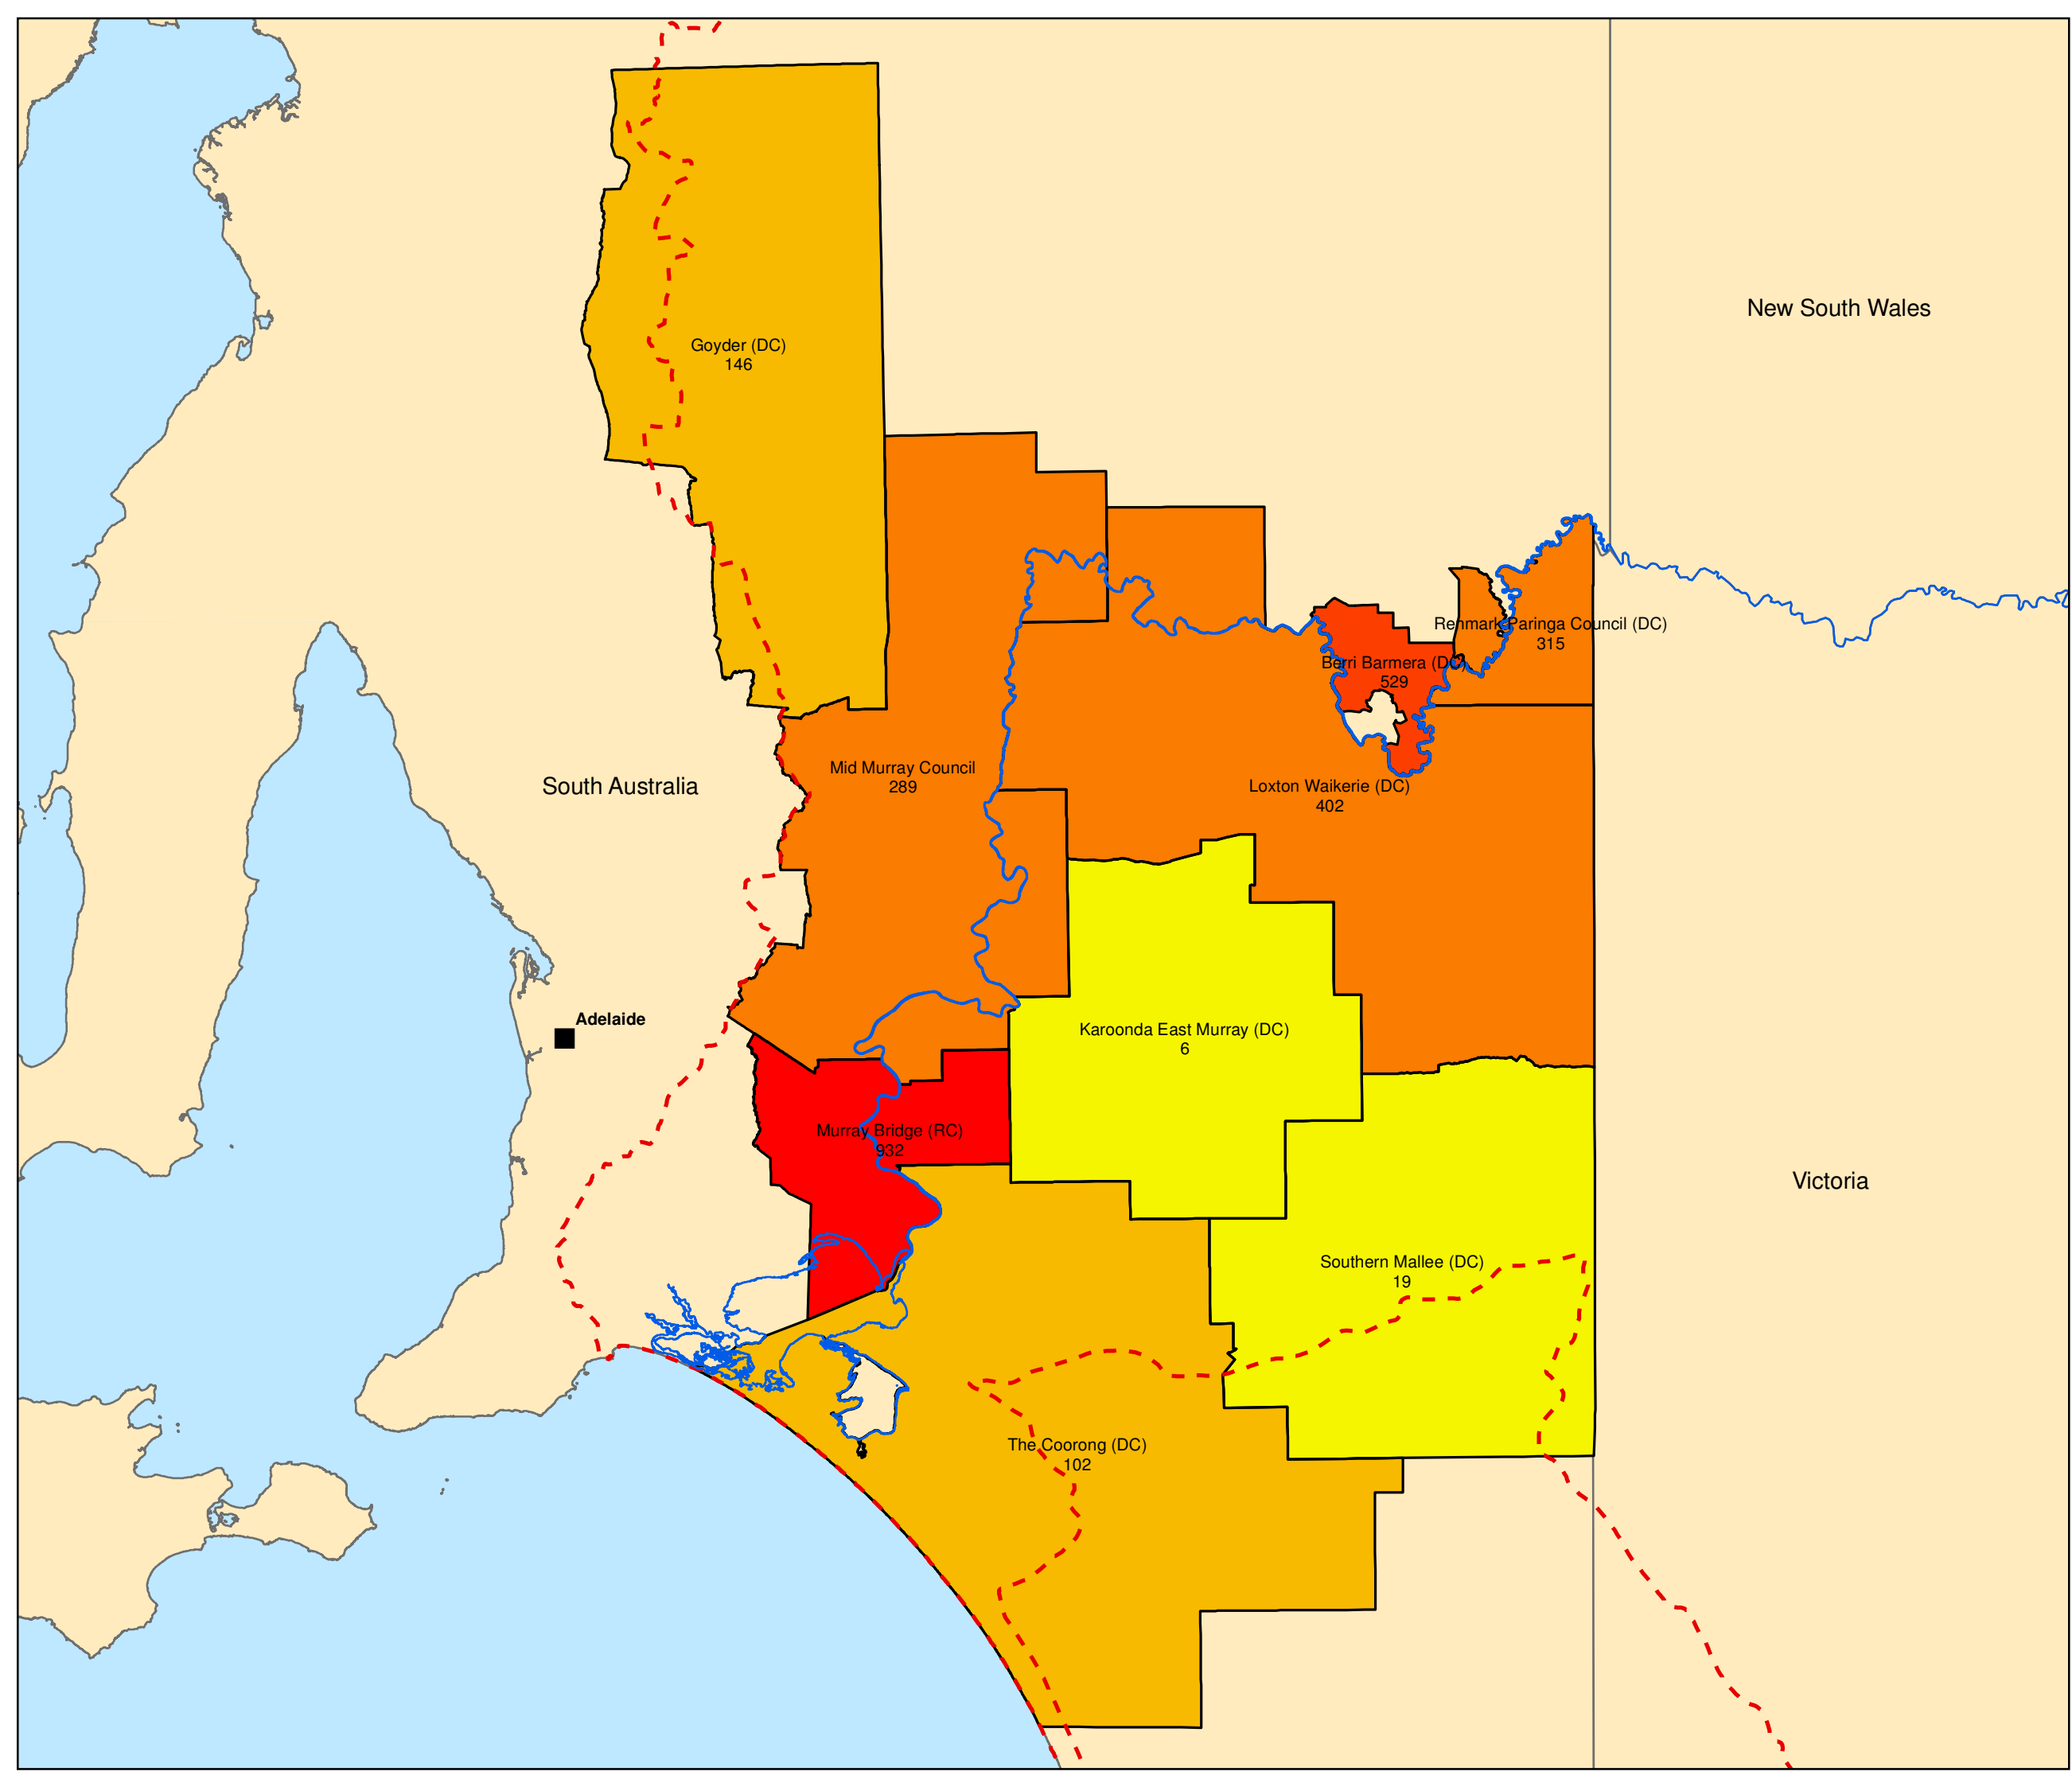 New South Wales
Goyder (DC)
146
Renmark Paringa Council (DC)
315
Berri Barmera (DC)
529
Mid Murray Council
289
South Australia
Loxton Waikerie (DC)
402
Adelaide
Karoonda East Murray (DC)
6
Murray Bridge (RC)
932
Victoria
Southern Mallee (DC)
19
The Coorong (DC)
102